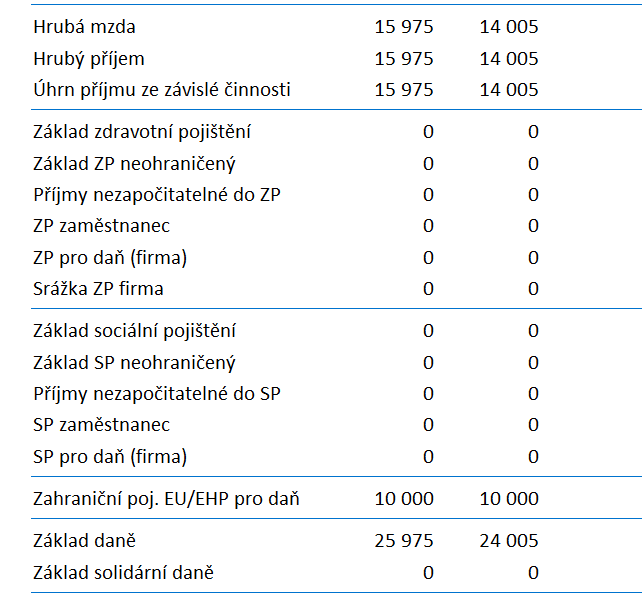 Hrubá mzda 15 975 14 005
Hrubý příjem 15 975 14 005
Úhrn příjmu ze závislé činnosti 15 975 14 005
Základ zdravotní pojištění 0 0
Základ ZP neohraničený 0 0
Příjmy nezapočitatelné do ZP 0 0
ZP zaměstnanec 0 0
ZP pro daň (firma) 0 0
Srážka ZP firma 0 0
Základ sociální pojištění 0 0
Základ SP neohraničený 0 0
Příjmy nezapočitatelné do SP 0 0
SP zaměstnanec 0 0
SP pro daň (firma) 0 0
Zahraniční poj. EU/EHP pro daň 10 000 10 000
Základ daně 25 975 24 005
Základ solidární daně 0 0